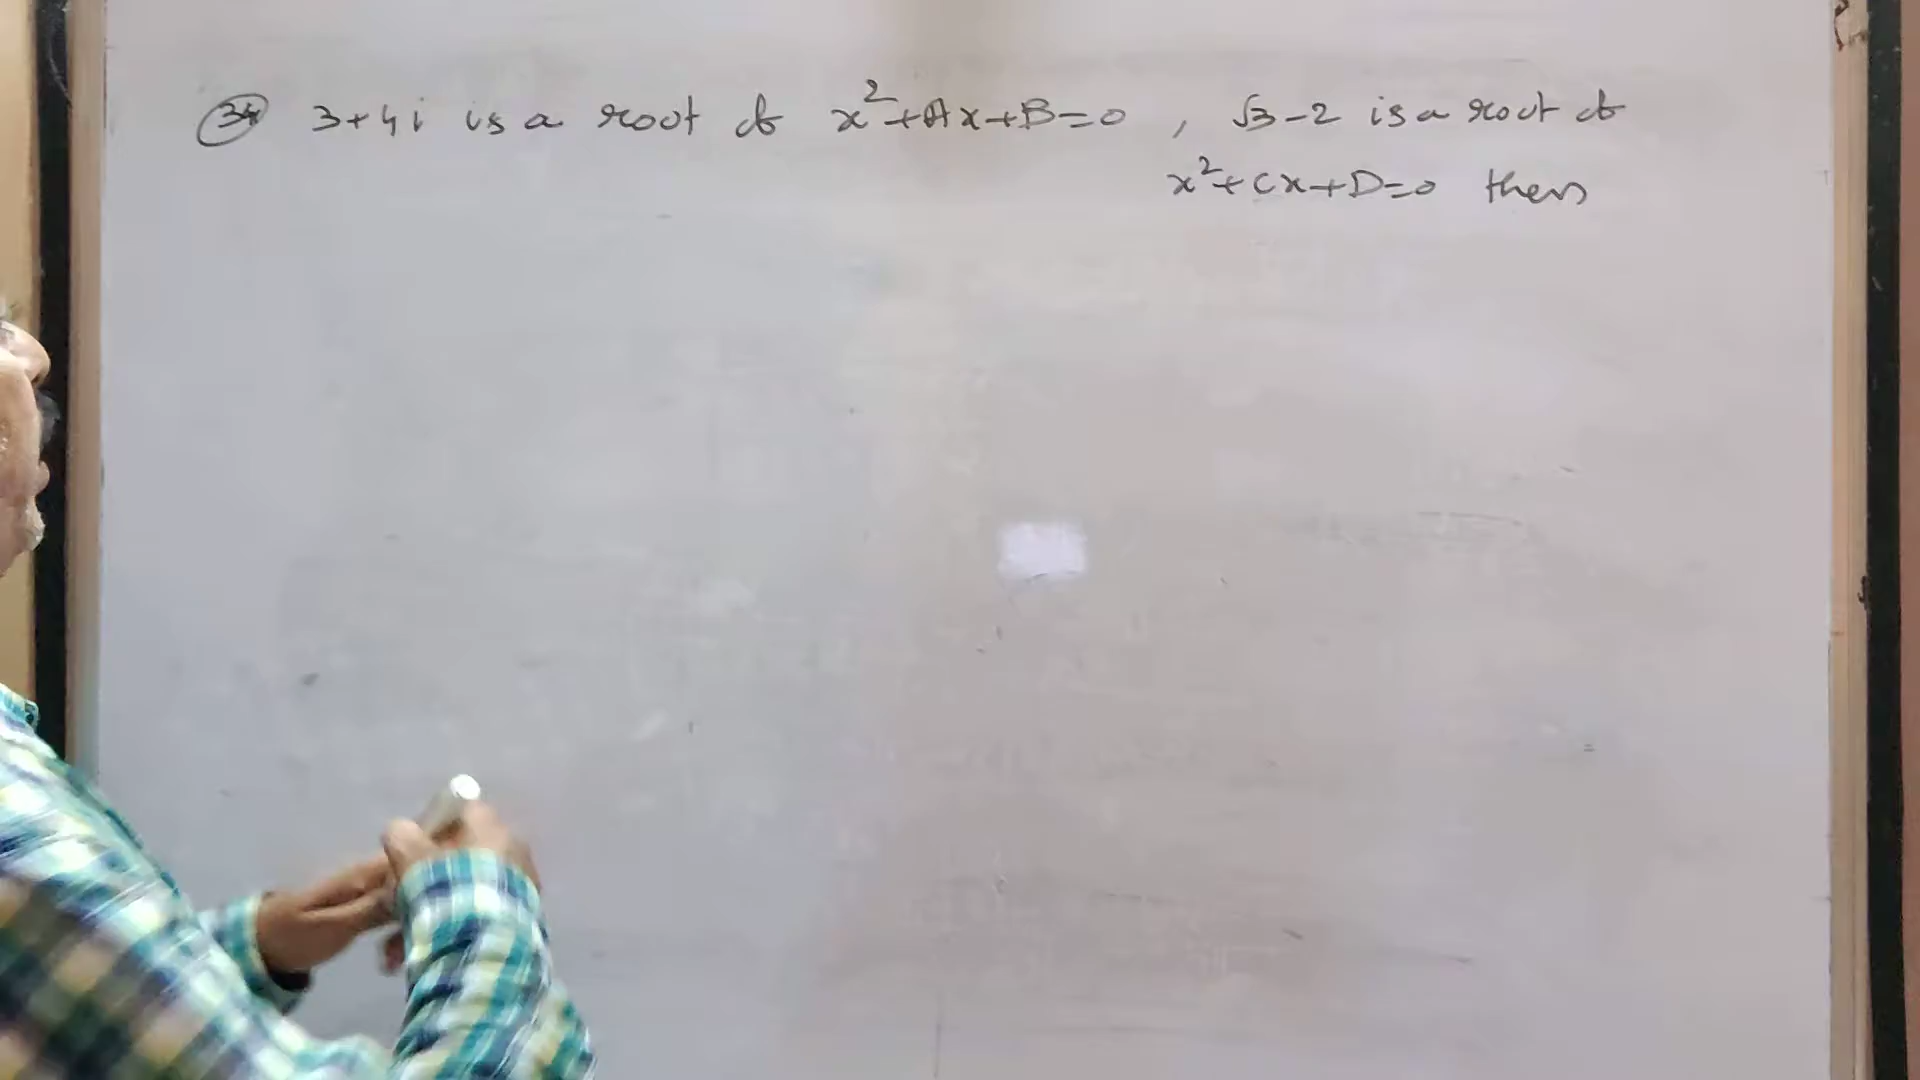 34 3+4i is a root of x²+Ax+B=0 , √3-2 is a root of
x²+Cx+D=0 then